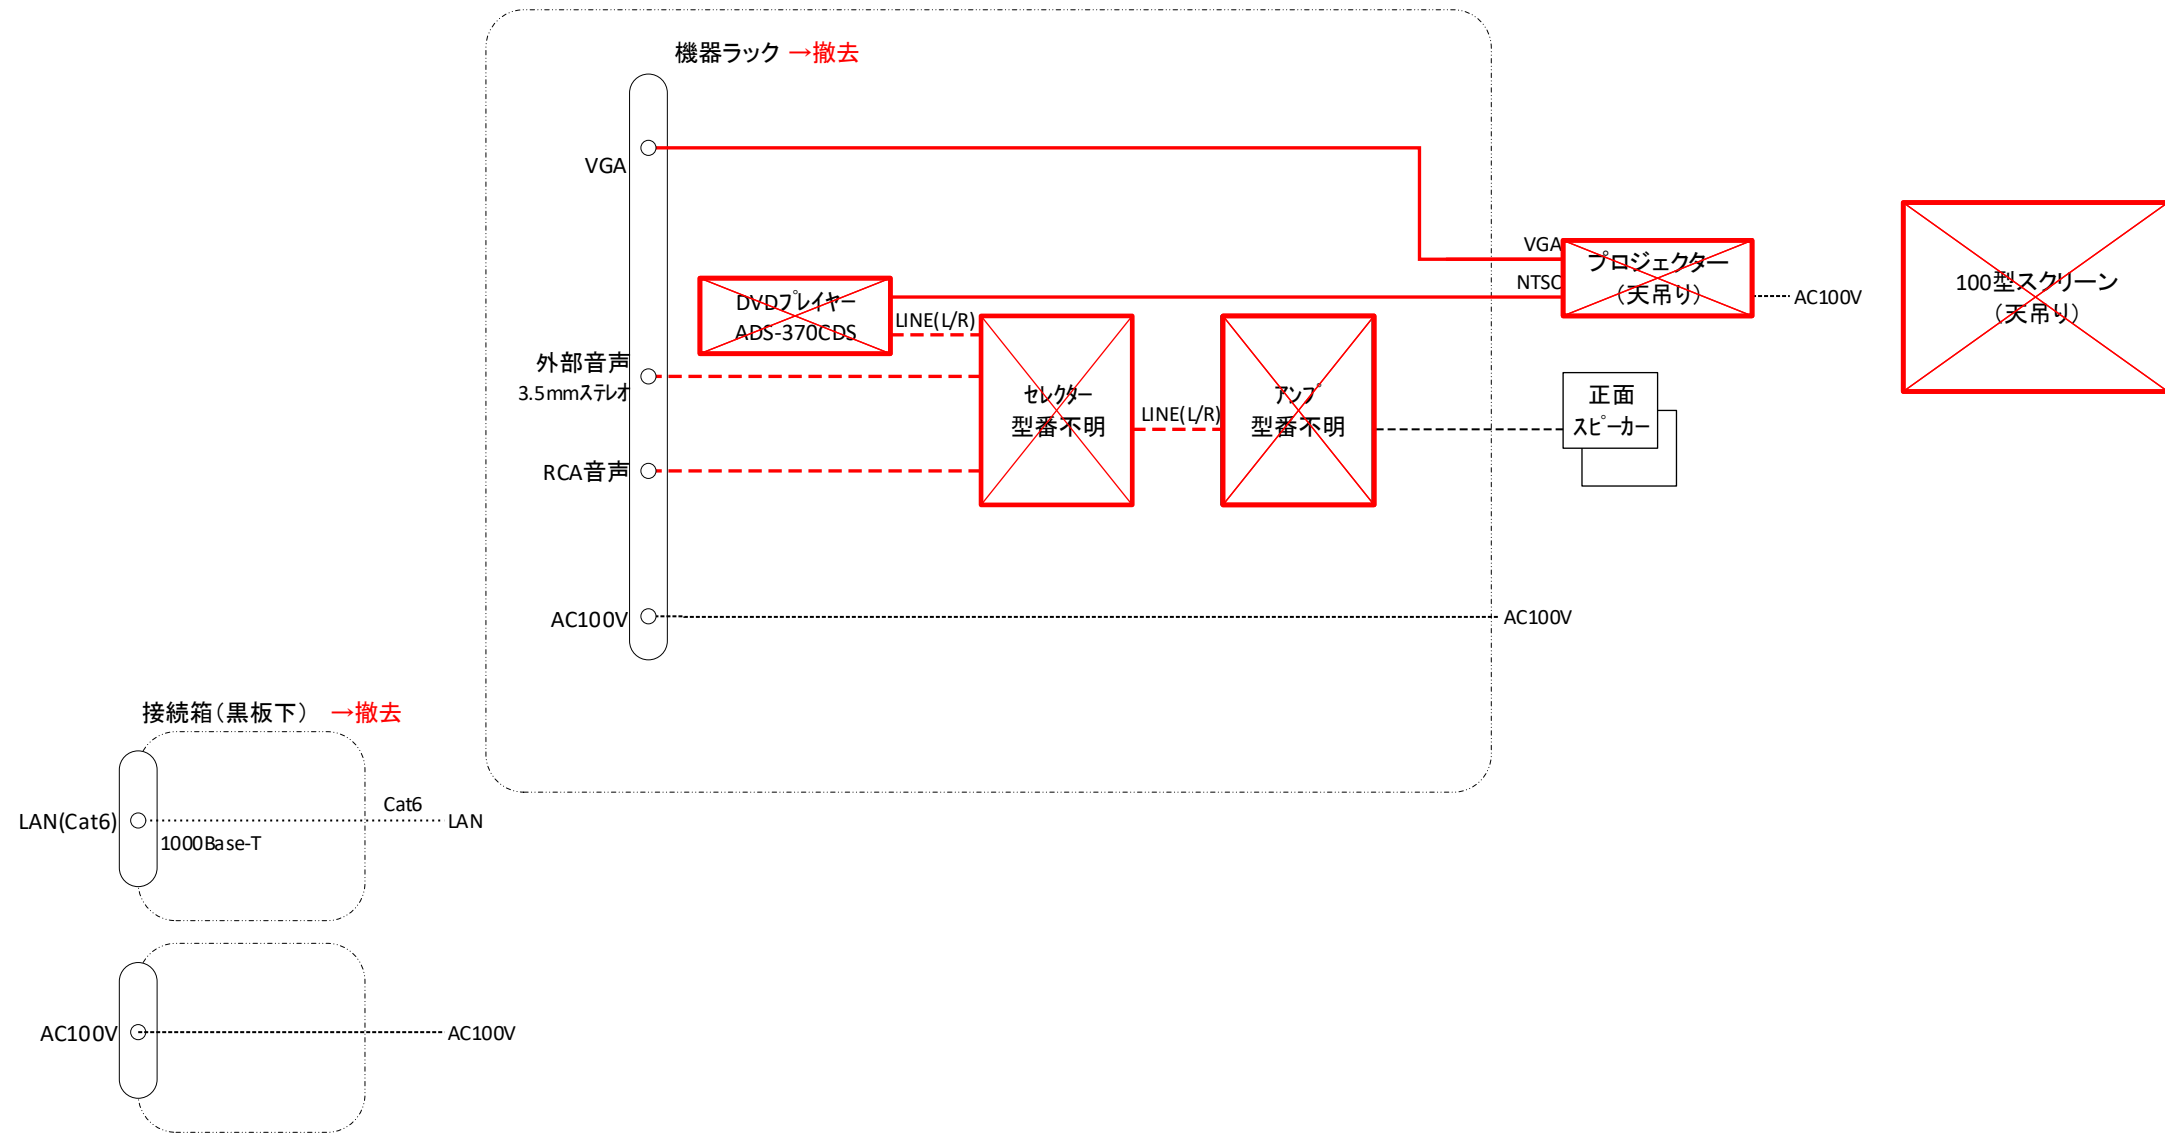 機器ラック →撤去
VGA
VGA
プロジェクター
(天吊り)
NTSC
AC100V
100型スクリーン
(天吊り)
DVDプレイヤー
ADS-370CDS
LINE(L/R)
外部音声
3.5mmステレオ
セレクター
型番不明
LINE(L/R)
アンプ
型番不明
正面
スピーカー
RCA音声
AC100V
AC100V
接続箱(黒板下) →撤去
LAN(Cat6)
1000Base-T
Cat6
LAN
AC100V
AC100V